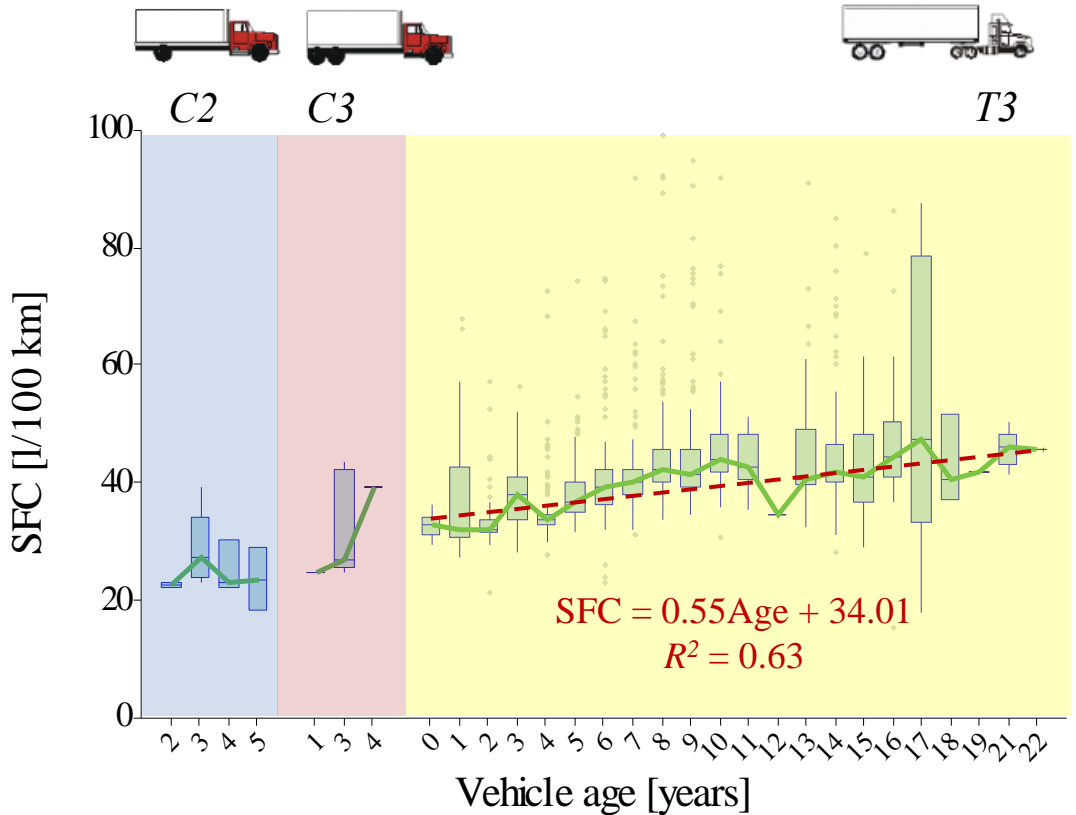 C2
C3
T3
SFC [l/100 km]
100
80
60
40
20
0
SFC = 0.55Age + 34.01
R² = 0.63
2 3 4 5 1 3 4 0 1 2 3 4 5 6 7 8 9 10 11 12 13 14 15 16 17 18 19 21 22
Vehicle age [years]